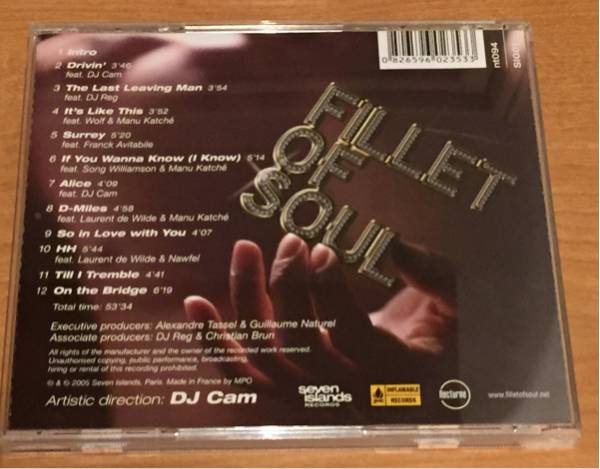 1 Intro
2 Drivin' 3'46
feat. DJ Cam
3 The Last Leaving Man 3'54
feat. DJ Reg
4 It's Like This 3'52
feat. Wolf & Manu Katché
5 Surrey 5'20
feat. Franck Avitabile
6 If You Wanna Know (I Know) 5'14
feat. Song Williamson & Manu Katché
7 Alice 4'09
feat. DJ Cam
8 D-Miles 4'58
feat. Laurent de Wilde & Manu Katché
9 So in Love with You 4'07
10 HH 5'44
feat. Laurent de Wilde & Nawfel
11 Till I Tremble 4'41
12 On the Bridge 6'19
Total time: 53'34
Executive producers: Alexandre Tassel & Guillaume Naturel
Associate producers: DJ Reg & Christian Brun
All rights of the manufacturer and the owner of the recorded work reserved.
Unauthorised copying, public performance, broadcasting,
hiring or rental of this recording prohibited.
℗ & © 2005 Seven Islands, Paris. Made in France by MPO
Artistic direction: DJ Cam
FILLET
OF
SOUL
0 826596 023533
nt094
seven
islands
RECORDS
INFLAMABLE
RECORDS
nocturne
www.filletofsoul.net